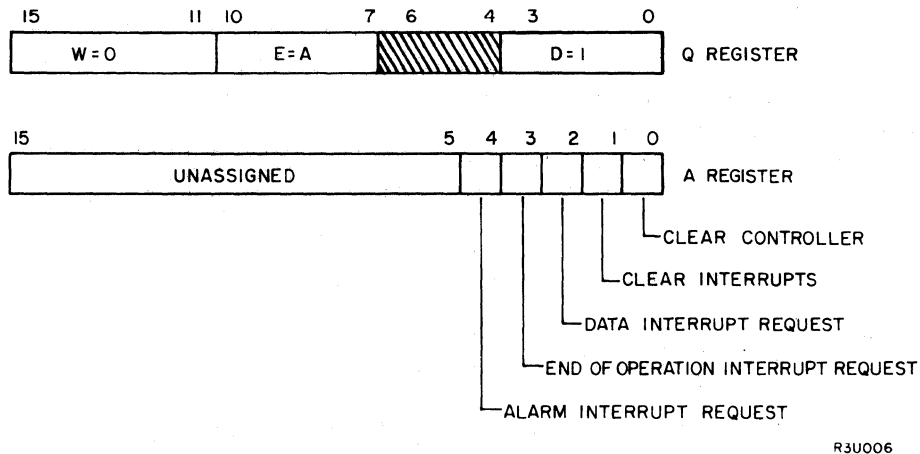 15 11 10 7 6 4 3 0
W=0 E=A D=1 Q REGISTER
15 5 4 3 2 1 0
UNASSIGNED A REGISTER
CLEAR CONTROLLER
CLEAR INTERRUPTS
DATA INTERRUPT REQUEST
END OF OPERATION INTERRUPT REQUEST
ALARM INTERRUPT REQUEST
R3U006